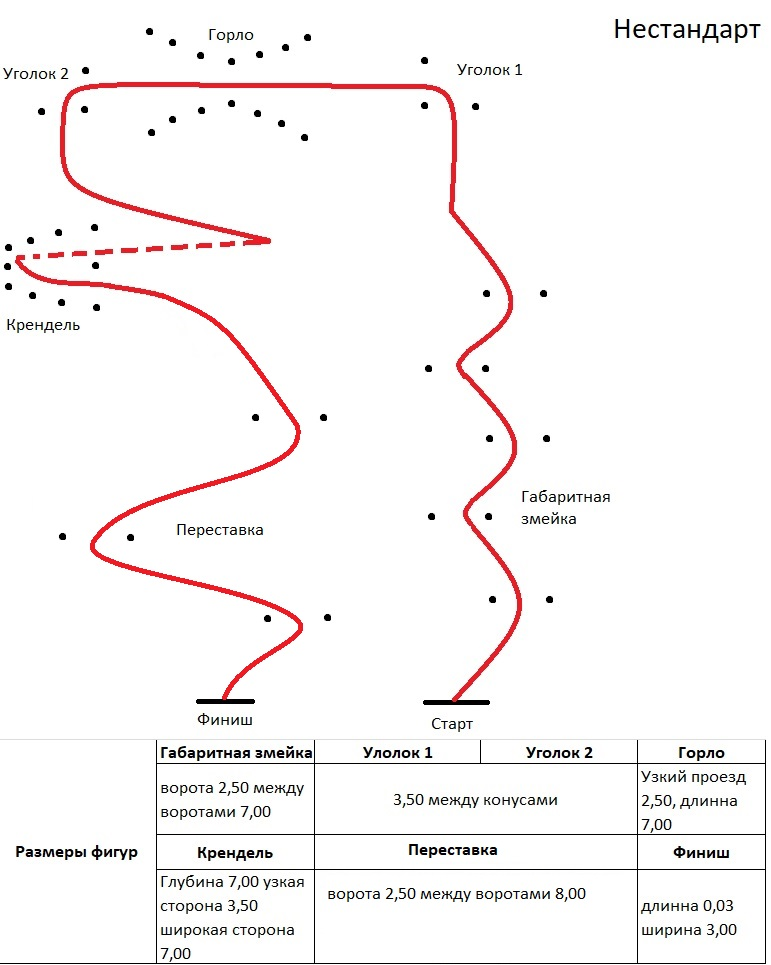 Нестандарт
Горло
Уголок 2
Уголок 1
Крендель
Габаритная
змейка
Переставка
Финиш
Старт
Габаритная змейка
Улолок 1
Уголок 2
Горло
Размеры фигур
ворота 2,50 между
воротами 7,00
3,50 между конусами
Узкий проезд
2,50, длинна
7,00
Крендель
Переставка
Финиш
Глубина 7,00 узкая
сторона 3,50
широкая сторона
7,00
ворота 2,50 между воротами 8,00
длинна 0,03
ширина 3,00